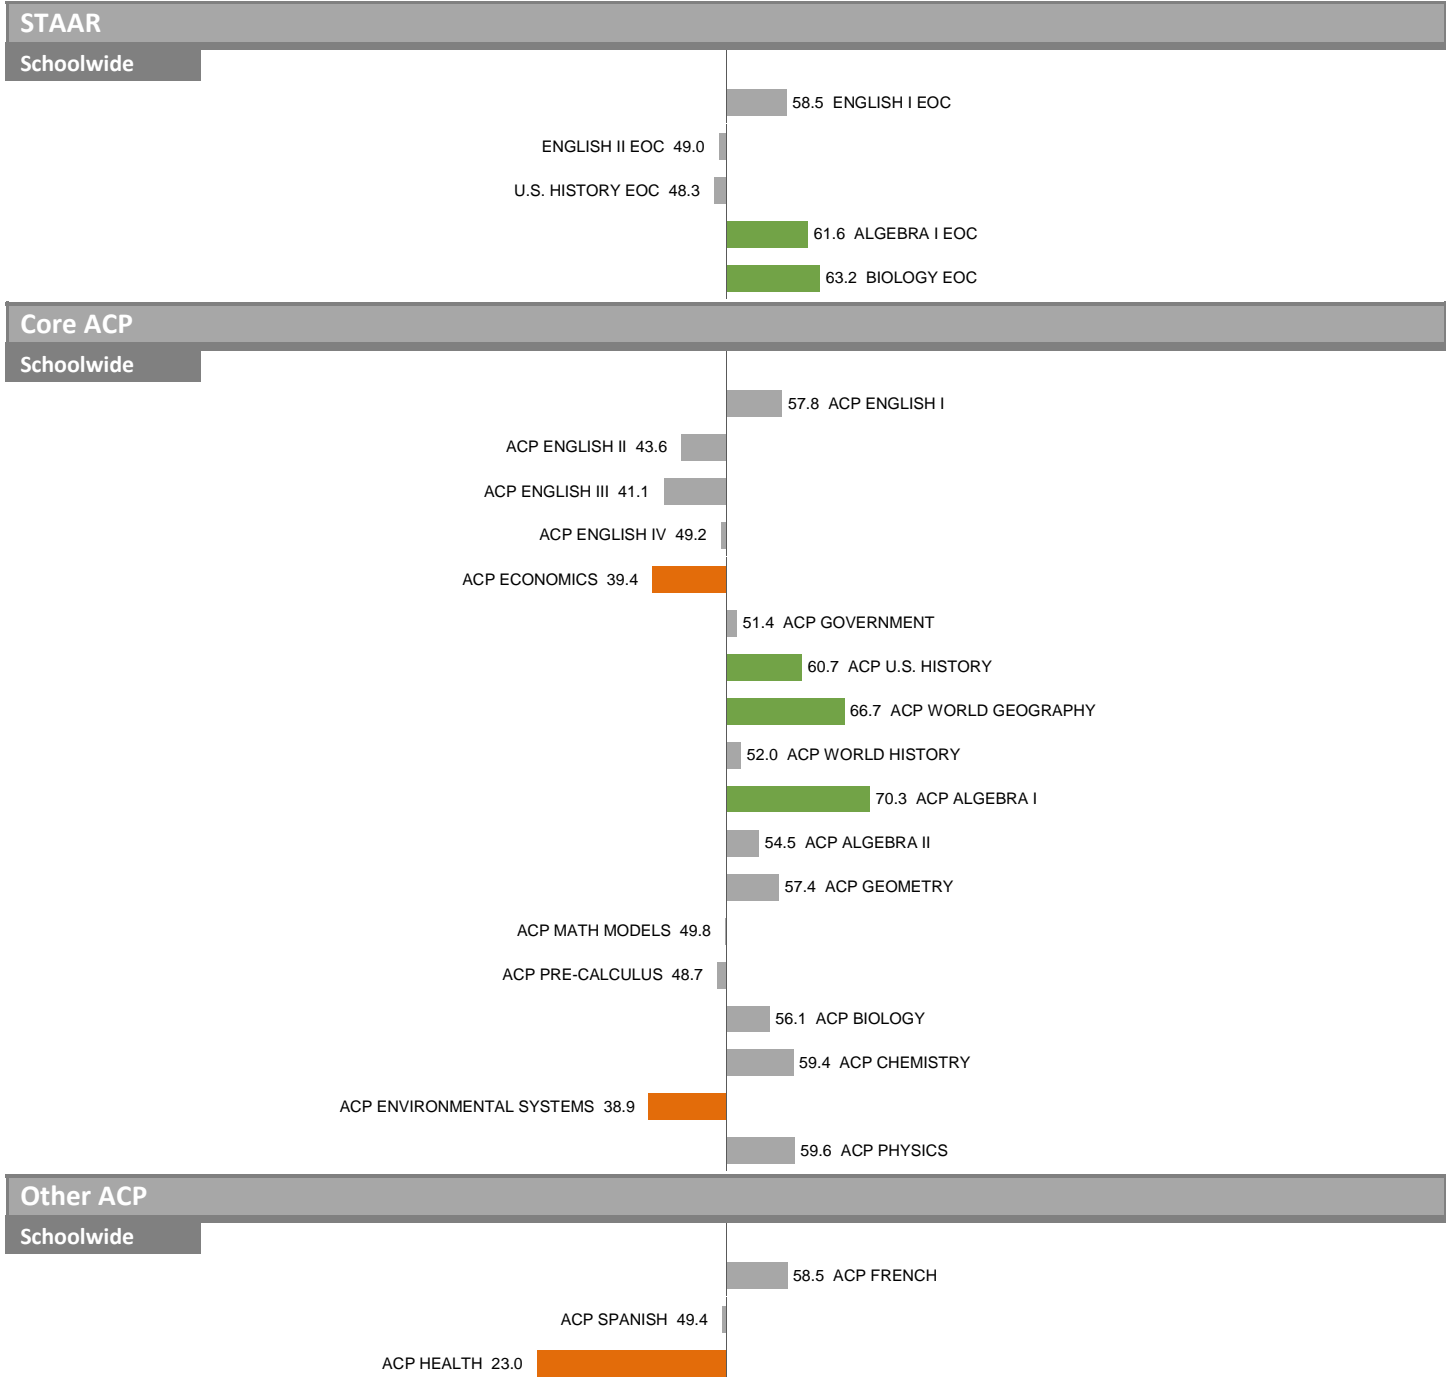 STAAR
Schoolwide
58.5 ENGLISH I EOC
ENGLISH II EOC 49.0
U.S. HISTORY EOC 48.3
61.6 ALGEBRA I EOC
63.2 BIOLOGY EOC
Core ACP
Schoolwide
57.8 ACP ENGLISH I
ACP ENGLISH II 43.6
ACP ENGLISH III 41.1
ACP ENGLISH IV 49.2
ACP ECONOMICS 39.4
51.4 ACP GOVERNMENT
60.7 ACP U.S. HISTORY
66.7 ACP WORLD GEOGRAPHY
52.0 ACP WORLD HISTORY
70.3 ACP ALGEBRA I
54.5 ACP ALGEBRA II
57.4 ACP GEOMETRY
ACP MATH MODELS 49.8
ACP PRE-CALCULUS 48.7
56.1 ACP BIOLOGY
59.4 ACP CHEMISTRY
ACP ENVIRONMENTAL SYSTEMS 38.9
59.6 ACP PHYSICS
Other ACP
Schoolwide
58.5 ACP FRENCH
ACP SPANISH 49.4
ACP HEALTH 23.0